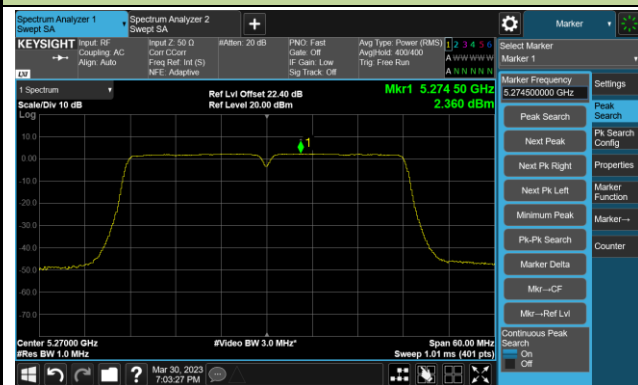 Spectrum Analyzer 1
Swept SA
Spectrum Analyzer 2
Swept SA
Marker
KEYSIGHT
Input: RF
Coupling: AC
Align: Auto
Input Z: 50 Ω
Corr CCorr
Freq Ref: Int (S)
NFE: Adaptive
#Atten: 20 dB
PNO: Fast
Gate: Off
IF Gain: Low
Sig Track: Off
Avg Type: Power (RMS)
Avg|Hold: 400/400
Trig: Free Run
1 2 3 4 5 6
A W W W W W
A N N N N N
LXI
Select Marker
Marker 1
1 Spectrum
Scale/Div 10 dB
Log
Ref Lvl Offset 22.40 dB
Ref Level 20.00 dBm
Mkr1 5.274 50 GHz
2.360 dBm
Marker Frequency
5.274500000 GHz
Settings
Peak Search
Next Peak
Next Pk Right
Next Pk Left
Minimum Peak
Pk-Pk Search
Marker Delta
Mkr→CF
Mkr→Ref Lvl
Continuous Peak
Search
On
Off
Peak
Search
Pk Search
Config
Properties
Marker
Function
Marker→
Counter
1
10.0
0.00
-10.0
-20.0
-30.0
-40.0
-50.0
-60.0
-70.0
Center 5.27000 GHz
#Res BW 1.0 MHz
#Video BW 3.0 MHz*
Span 60.00 MHz
Sweep 1.01 ms (401 pts)
?
Mar 30, 2023
7:03:27 PM